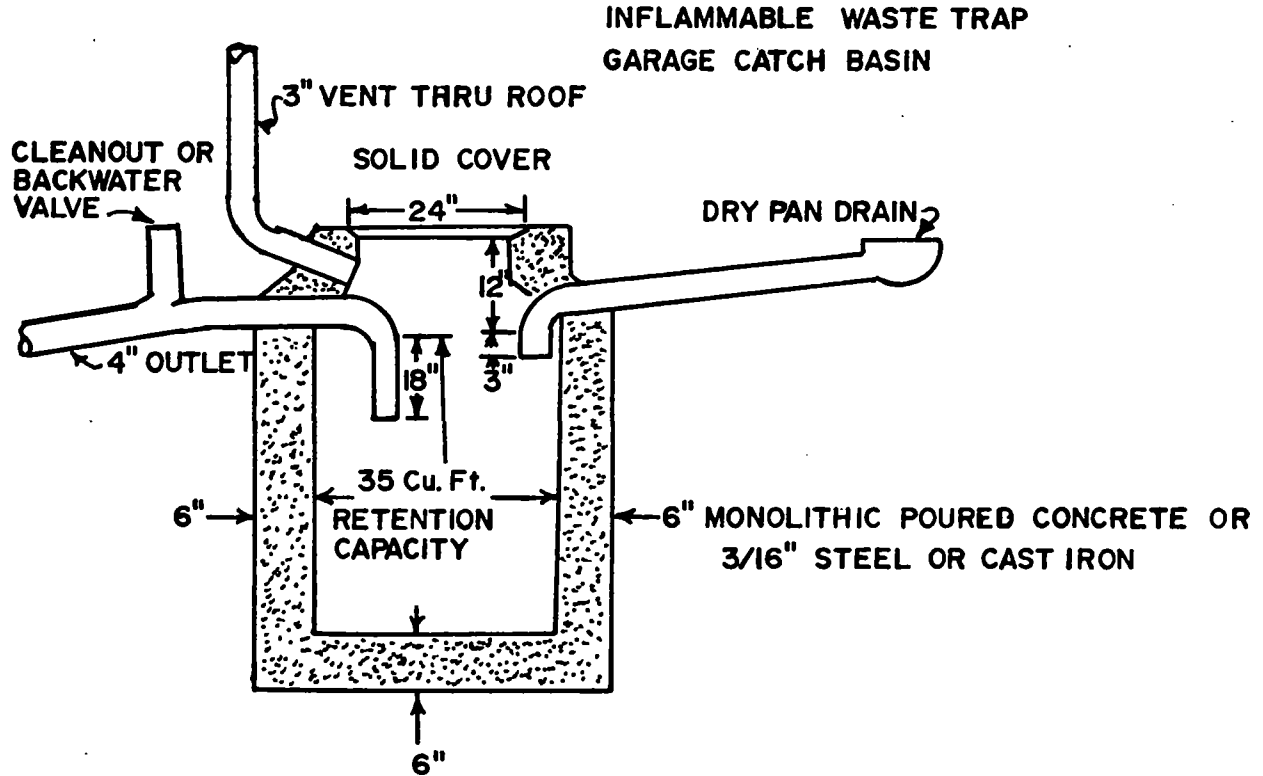 INFLAMMABLE WASTE TRAP
GARAGE CATCH BASIN
3" VENT THRU ROOF
CLEANOUT OR
BACKWATER
VALVE
SOLID COVER
24"
DRY PAN DRAIN
12"
4" OUTLET
18"
3"
35 Cu. Ft.
RETENTION
CAPACITY
6"
6" MONOLITHIC POURED CONCRETE OR
3/16" STEEL OR CAST IRON
6"